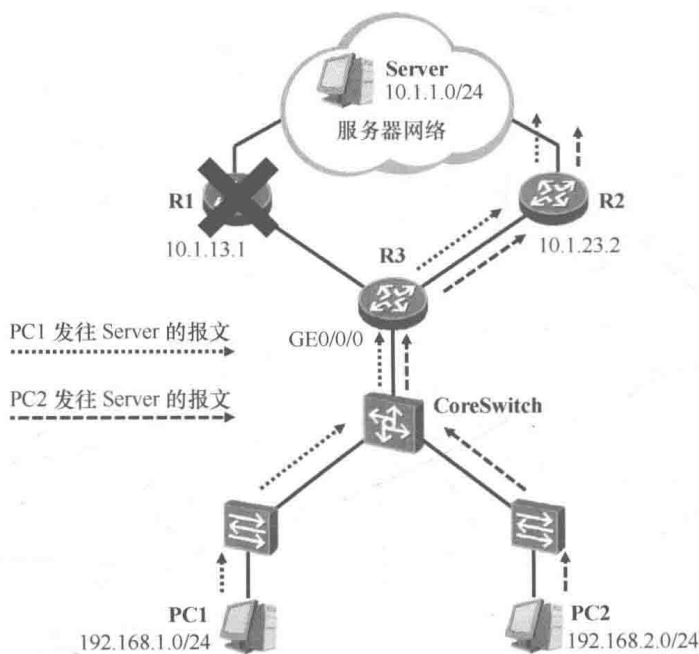 Server
10.1.1.0/24
服务器网络
R1
R2
10.1.13.1
10.1.23.2
R3
PC1 发往 Server 的报文
GE0/0/0
PC2 发往 Server 的报文
CoreSwitch
PC1
PC2
192.168.1.0/24
192.168.2.0/24